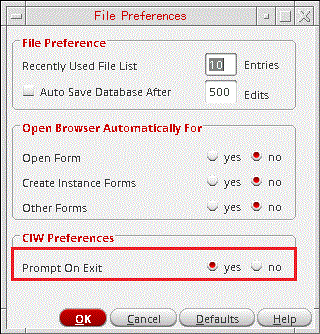 File Preferences
File Preference
Recently Used File List 10 Entries
Auto Save Database After 500 Edits
Open Browser Automatically For
Open Form yes no
Create Instance Forms yes no
Other Forms yes no
CIW Preferences
Prompt On Exit yes no
OK Cancel Defaults Help